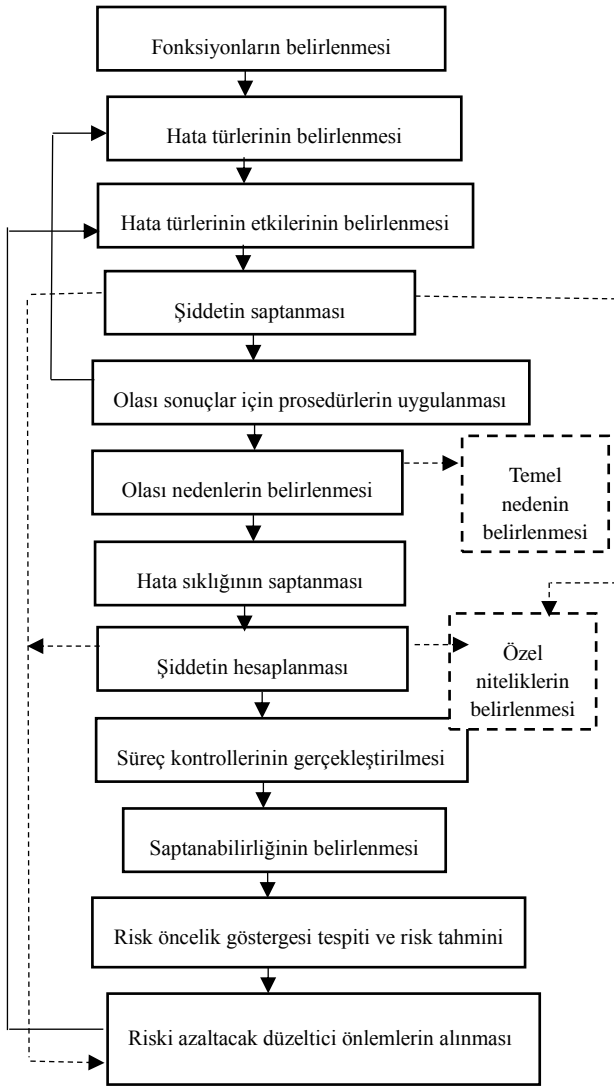 Fonksiyonların belirlenmesi
Hata türlerinin belirlenmesi
Hata türlerinin etkilerinin belirlenmesi
Şiddetin saptanması
Olası sonuçlar için prosedürlerin uygulanması
Olası nedenlerin belirlenmesi
Temel
nedenin
belirlenmesi
Hata sıklığının saptanması
Şiddetin hesaplanması
Özel
niteliklerin
belirlenmesi
Süreç kontrollerinin gerçekleştirilmesi
Saptanabilirliğinin belirlenmesi
Risk öncelik göstergesi tespiti ve risk tahmini
Riski azaltacak düzeltici önlemlerin alınması